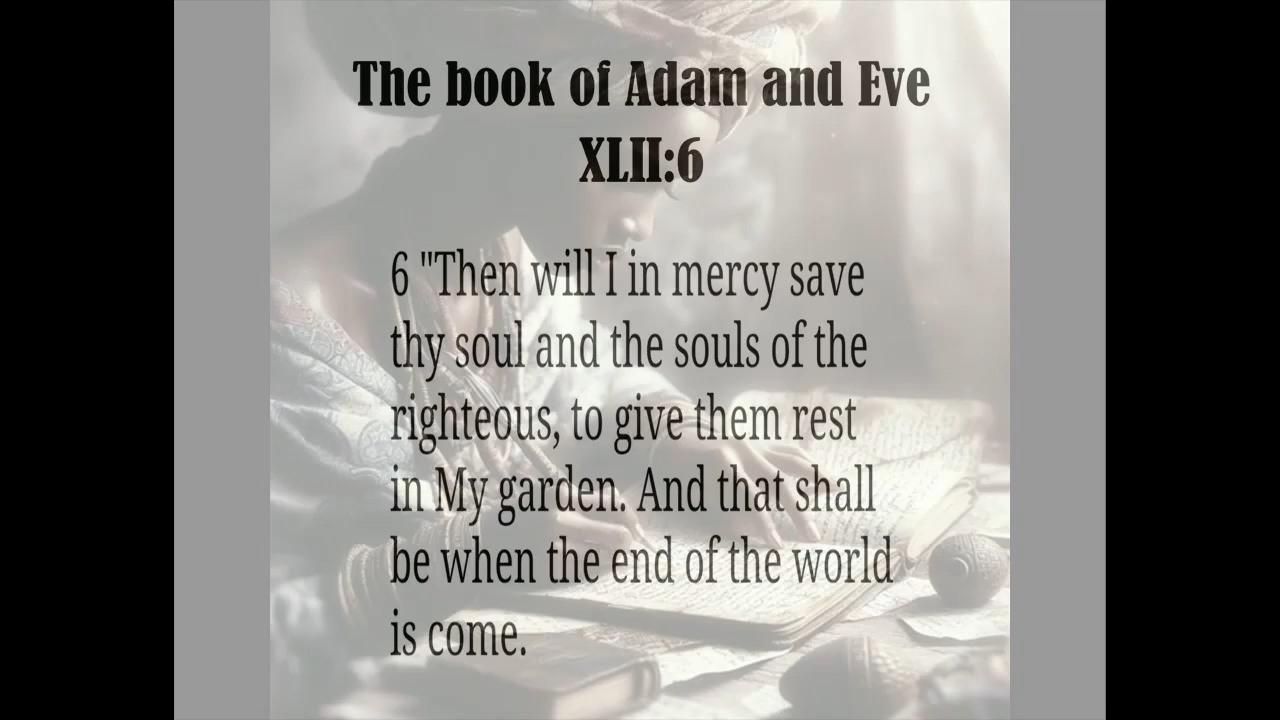 The book of Adam and Eve
XLII:6
6 "Then will I in mercy save
thy soul and the souls of the
righteous, to give them rest
in My garden. And that shall
be when the end of the world
is come.